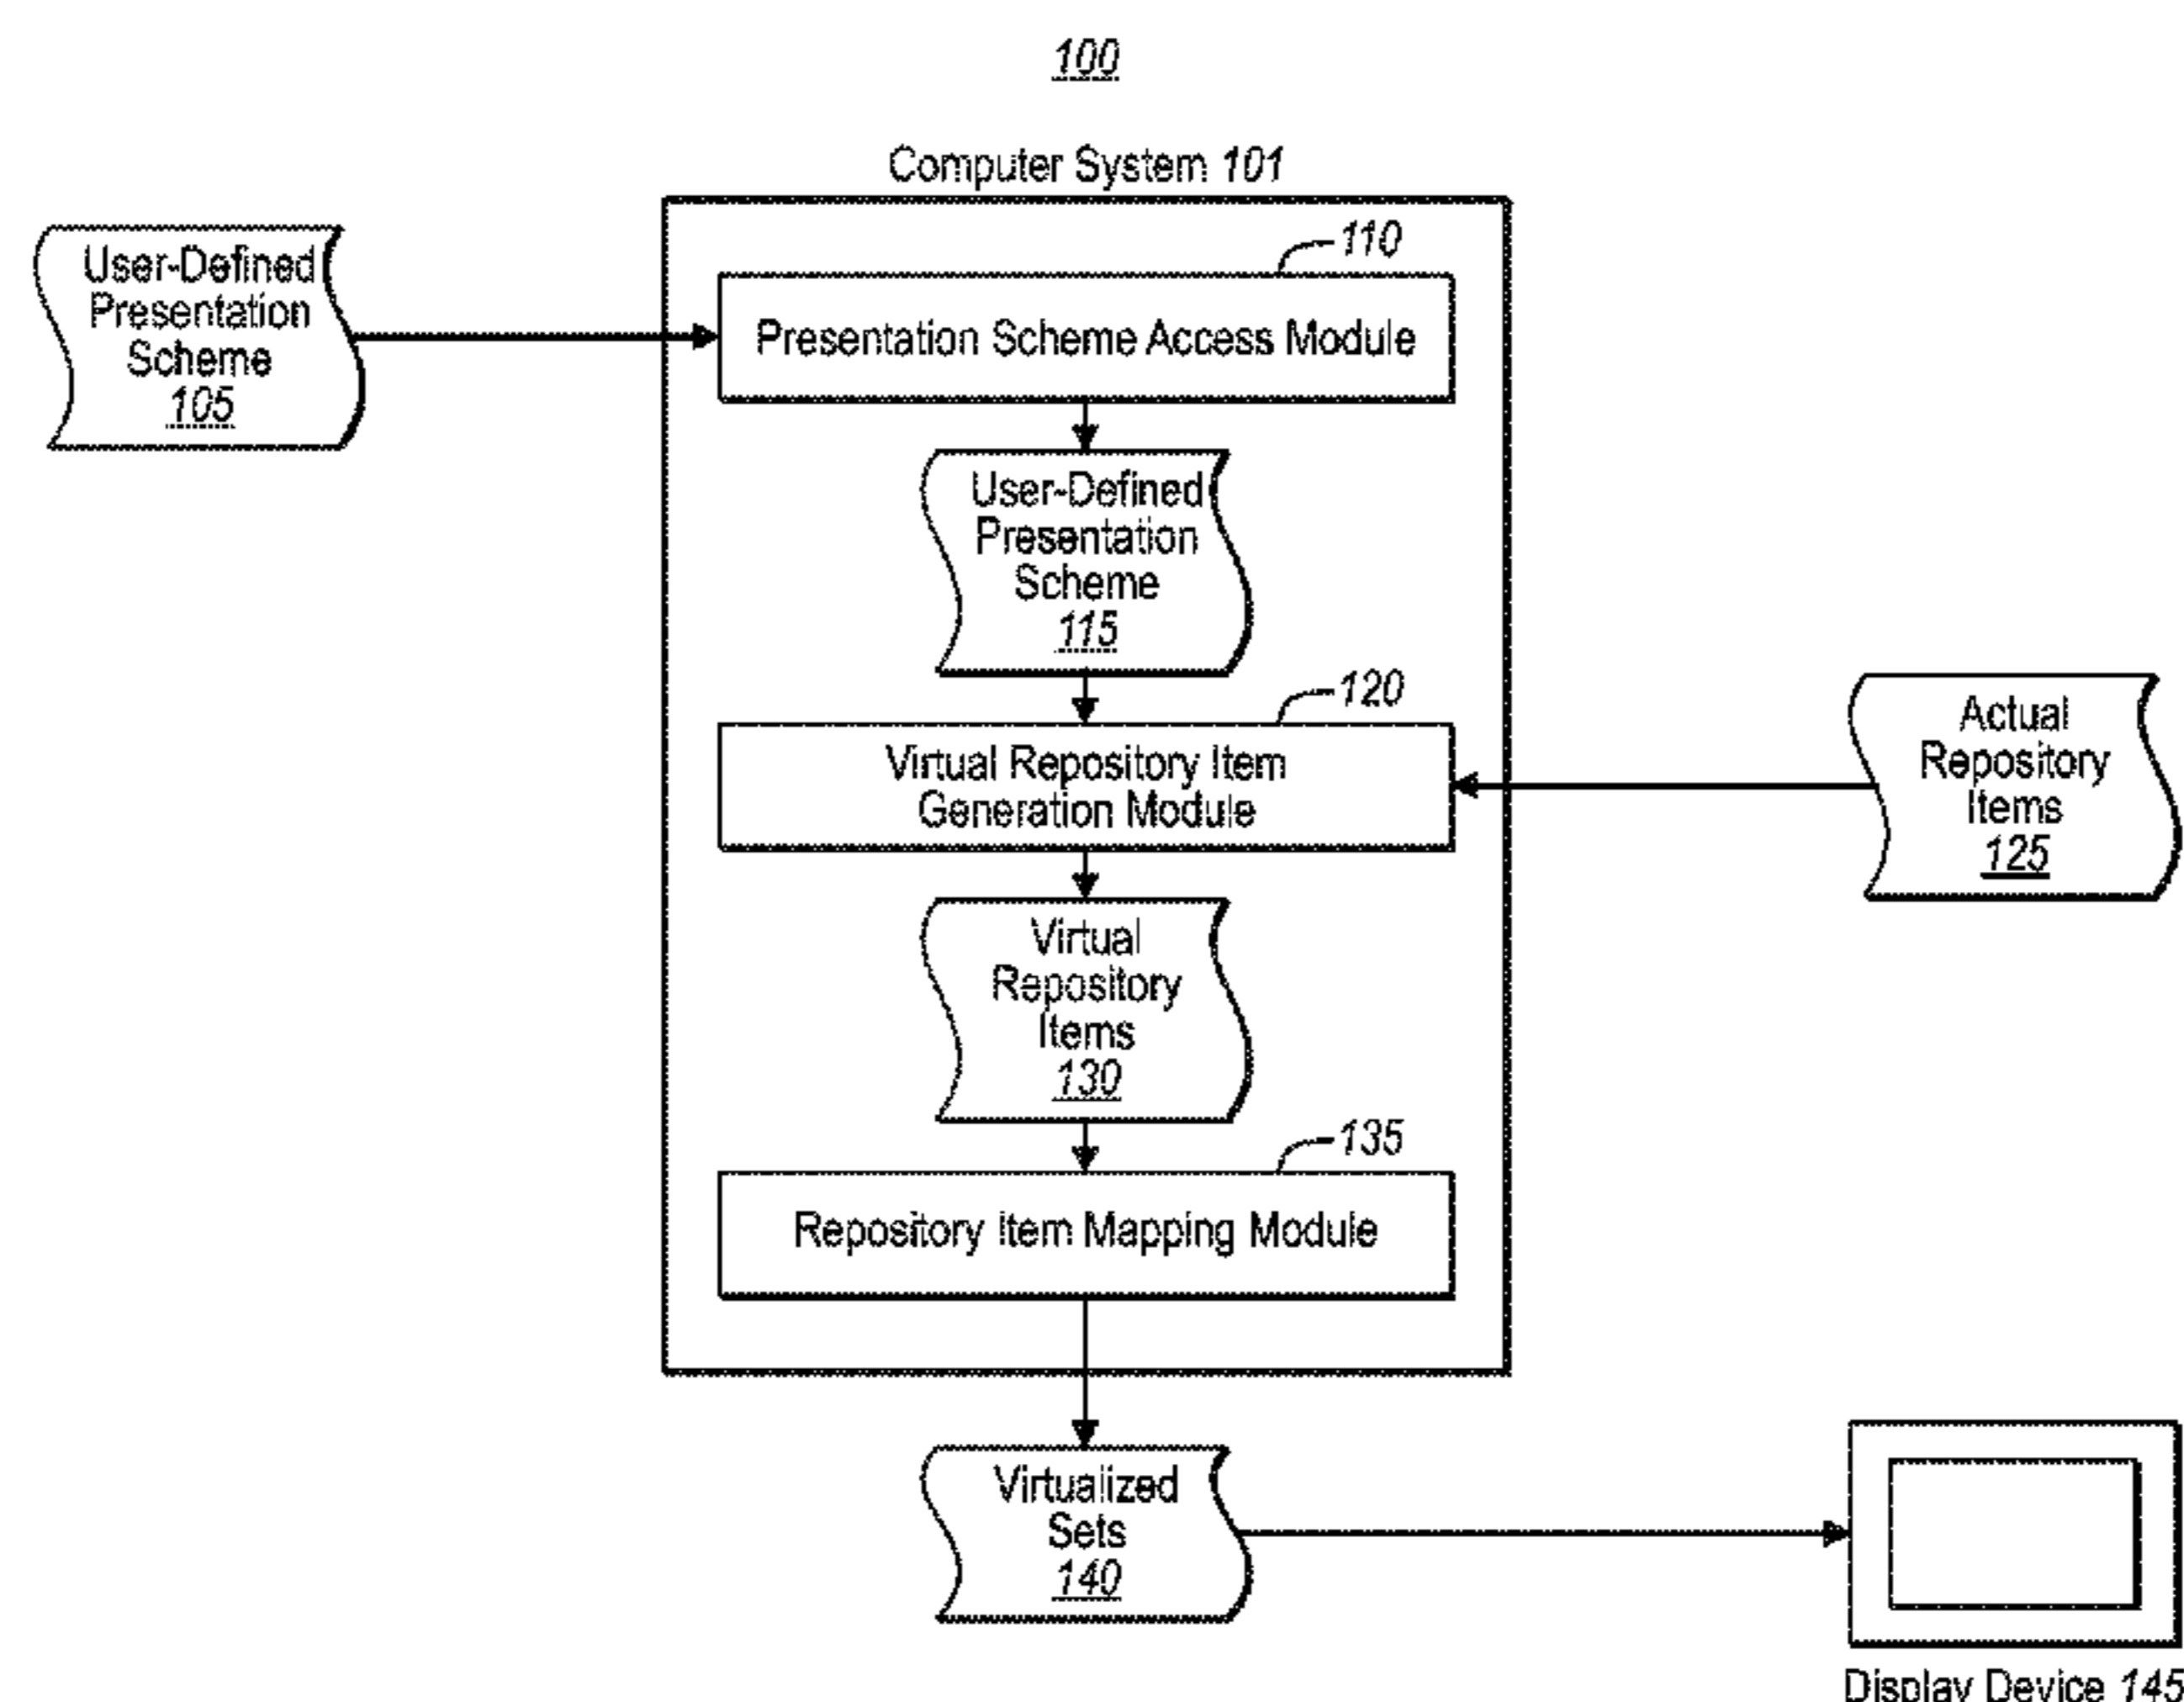 100
Computer System 101
User-Defined
Presentation
Scheme
105
110
Presentation Scheme Access Module
User-Defined
Presentation
Scheme
115
120
Virtual Repository Item
Generation Module
Actual
Repository
Items
125
Virtual
Repository
Items
130
135
Repository Item Mapping Module
Virtualized
Sets
140
Display Device 145